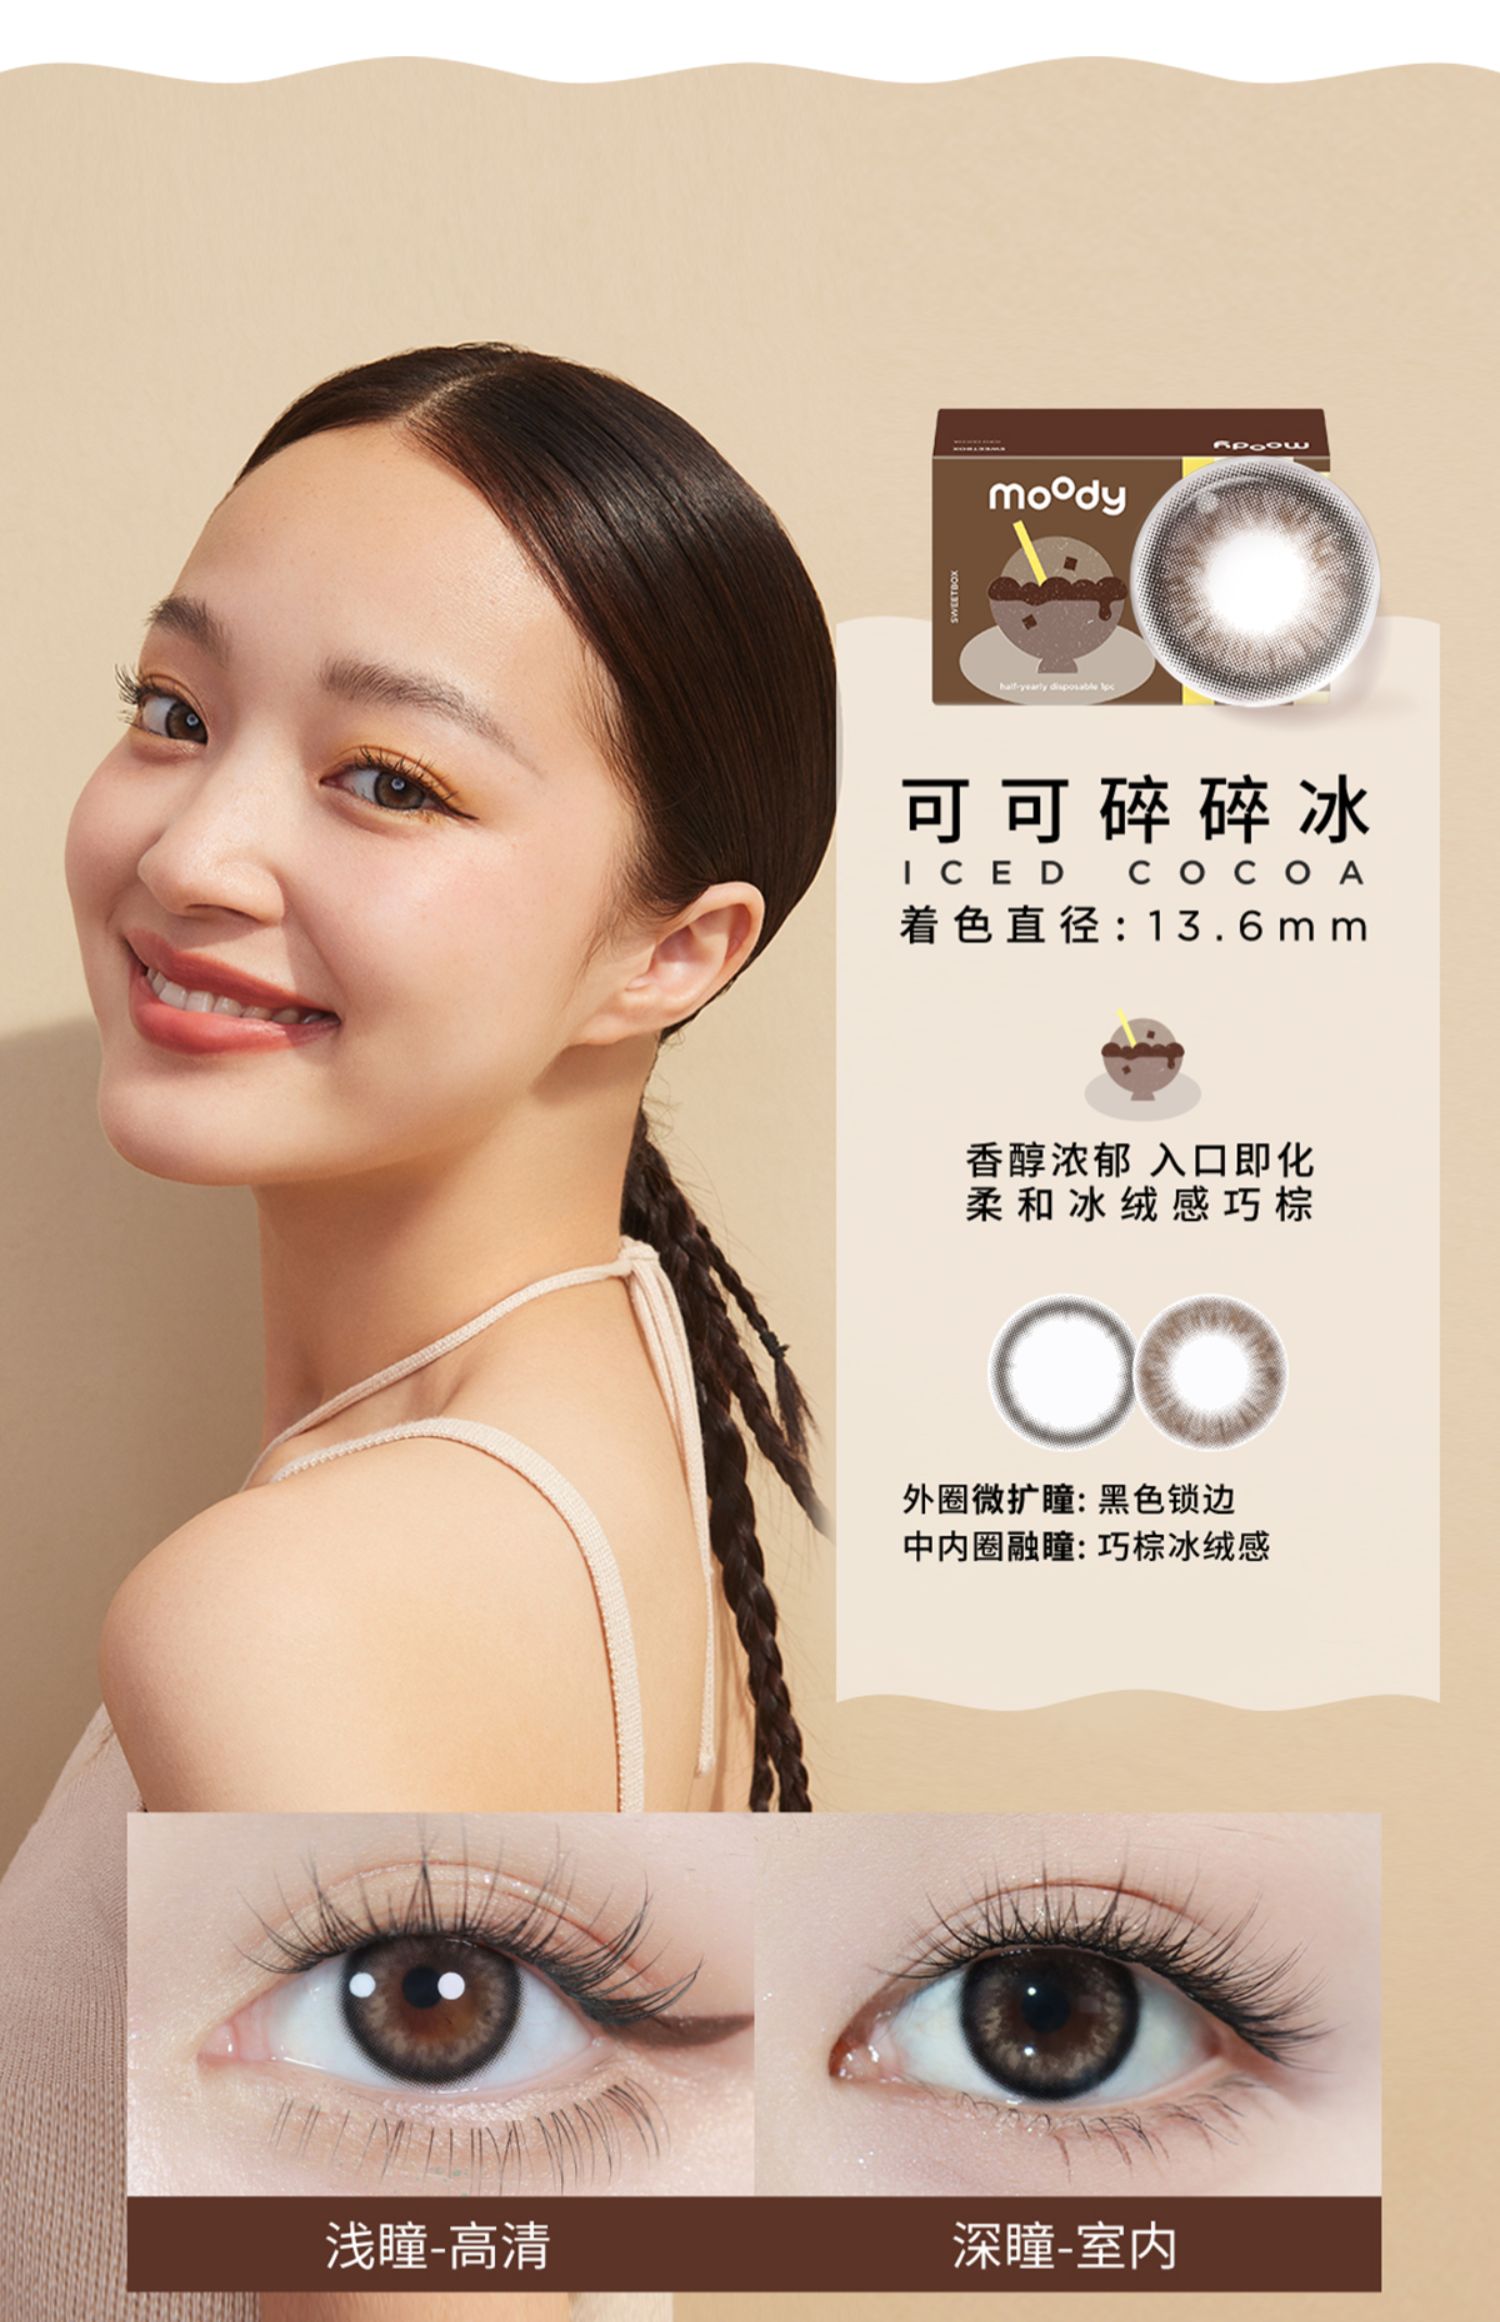 moody
SWEETBOX
moody
SWEETBOX
half-yearly disposable 1pc
可可碎碎冰
ICED COCOA
着色直径:13.6mm
香醇浓郁 入口即化
柔和冰绒感巧棕
外圈微扩瞳: 黑色锁边
中内圈融瞳: 巧棕冰绒感
浅瞳-高清
深瞳-室内